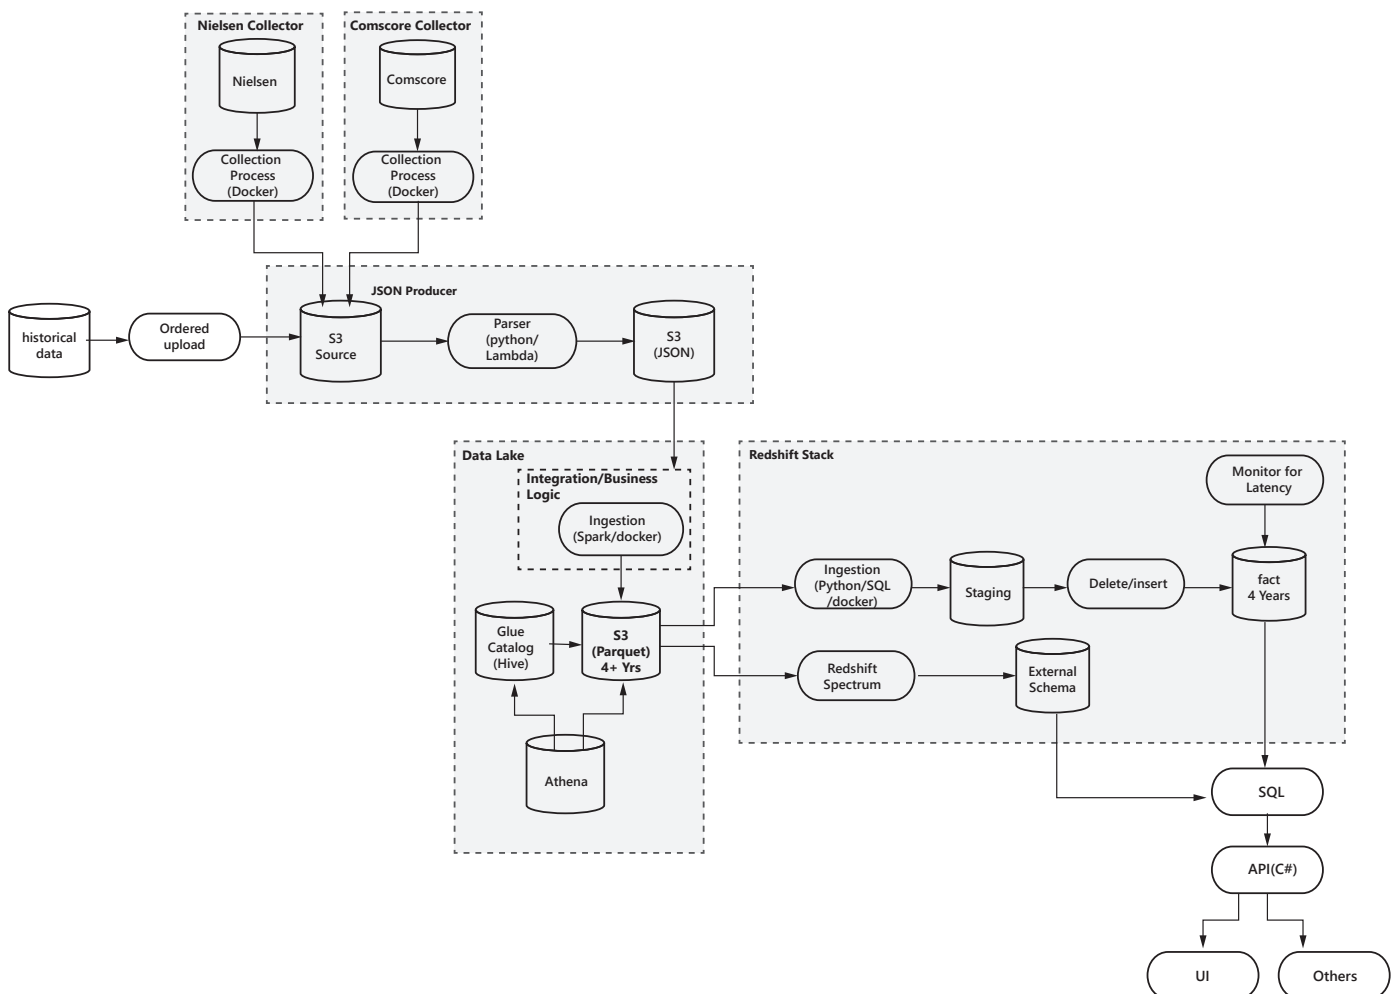 Nielsen Collector
Nielsen
Collection
Process
(Docker)
Comscore Collector
Comscore
Collection
Process
(Docker)
historical
data
Ordered
upload
JSON Producer
S3
Source
Parser
(python/
Lambda)
S3
(JSON)
Data Lake
Integration/Business
Logic
Ingestion
(Spark/docker)
Glue
Catalog
(Hive)
S3
(Parquet)
4+ Yrs
Athena
Redshift Stack
Monitor for
Latency
Ingestion
(Python/SQL
/docker)
Staging
Delete/insert
fact
4 Years
Redshift
Spectrum
External
Schema
SQL
API(C#)
UI
Others